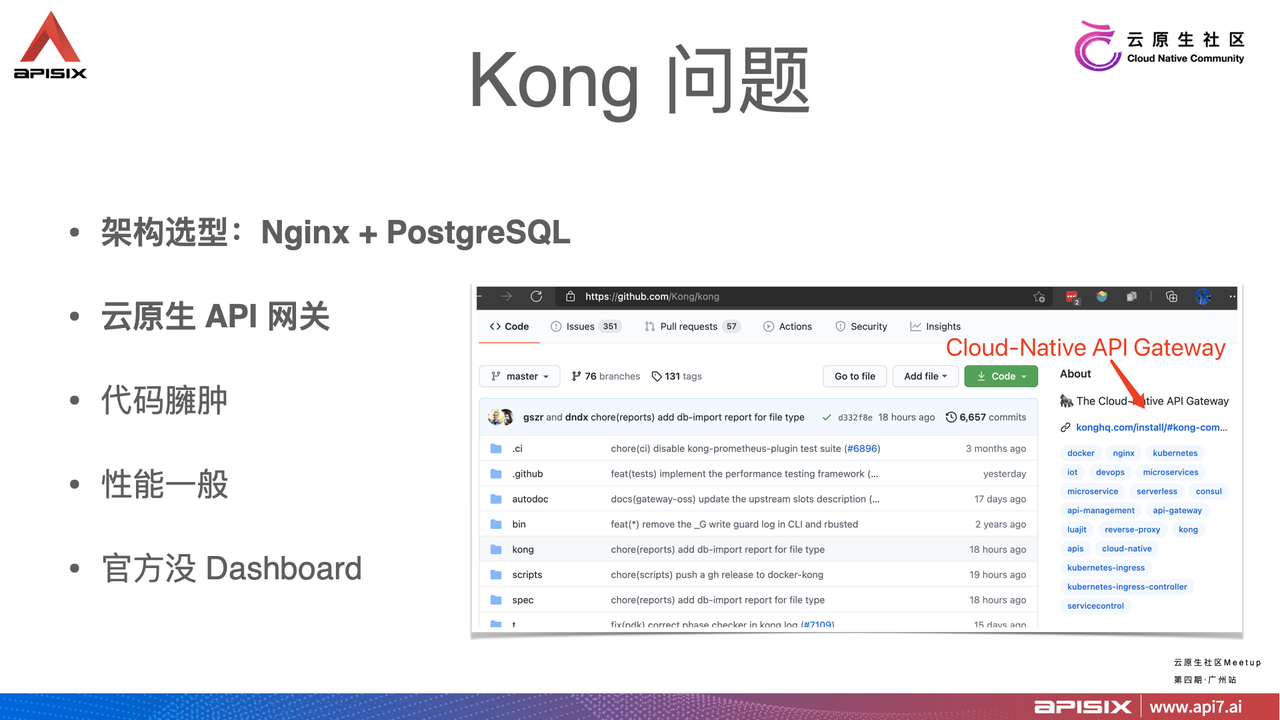 APISIX
云原生社区
Cloud Native Community
Kong 问题
• 架构选型：Nginx + PostgreSQL
• 云原生 API 网关
• 代码臃肿
• 性能一般
• 官方没 Dashboard
https://github.com/Kong/kong
2
Code Issues 351 Pull requests 57 Actions Security Insights
Cloud-Native API Gateway
master 76 branches 131 tags Go to file Add file Code
gszr and dndx chore(reports) add db-import report for file type d332f8e 18 hours ago 6,657 commits
.ci chore(ci) disable kong-prometheus-plugin test suite (#6896) 3 months ago
.github feat(tests) implement the performance testing framework (... yesterday
autodoc docs(gateway-oss) update the upstream slots description (... 17 days ago
bin feat(*) remove the _G write guard log in CLI and rbusted 2 years ago
kong chore(reports) add db-import report for file type 18 hours ago
scripts chore(scripts) push a gh release to docker-kong 19 hours ago
spec chore(reports) add db-import report for file type 18 hours ago
t fix(pdk) correct phase checker in kong.log (#7109) 15 days ago
About
The Cloud-Native API Gateway
konghq.com/install/#kong-com...
docker nginx kubernetes
iot devops microservices
microservice serverless consul
api-management api-gateway
luajit reverse-proxy kong
apis cloud-native
kubernetes-ingress
kubernetes-ingress-controller
servicecontrol
云原生社区Meetup
第四期·广州站
APISIX www.api7.ai